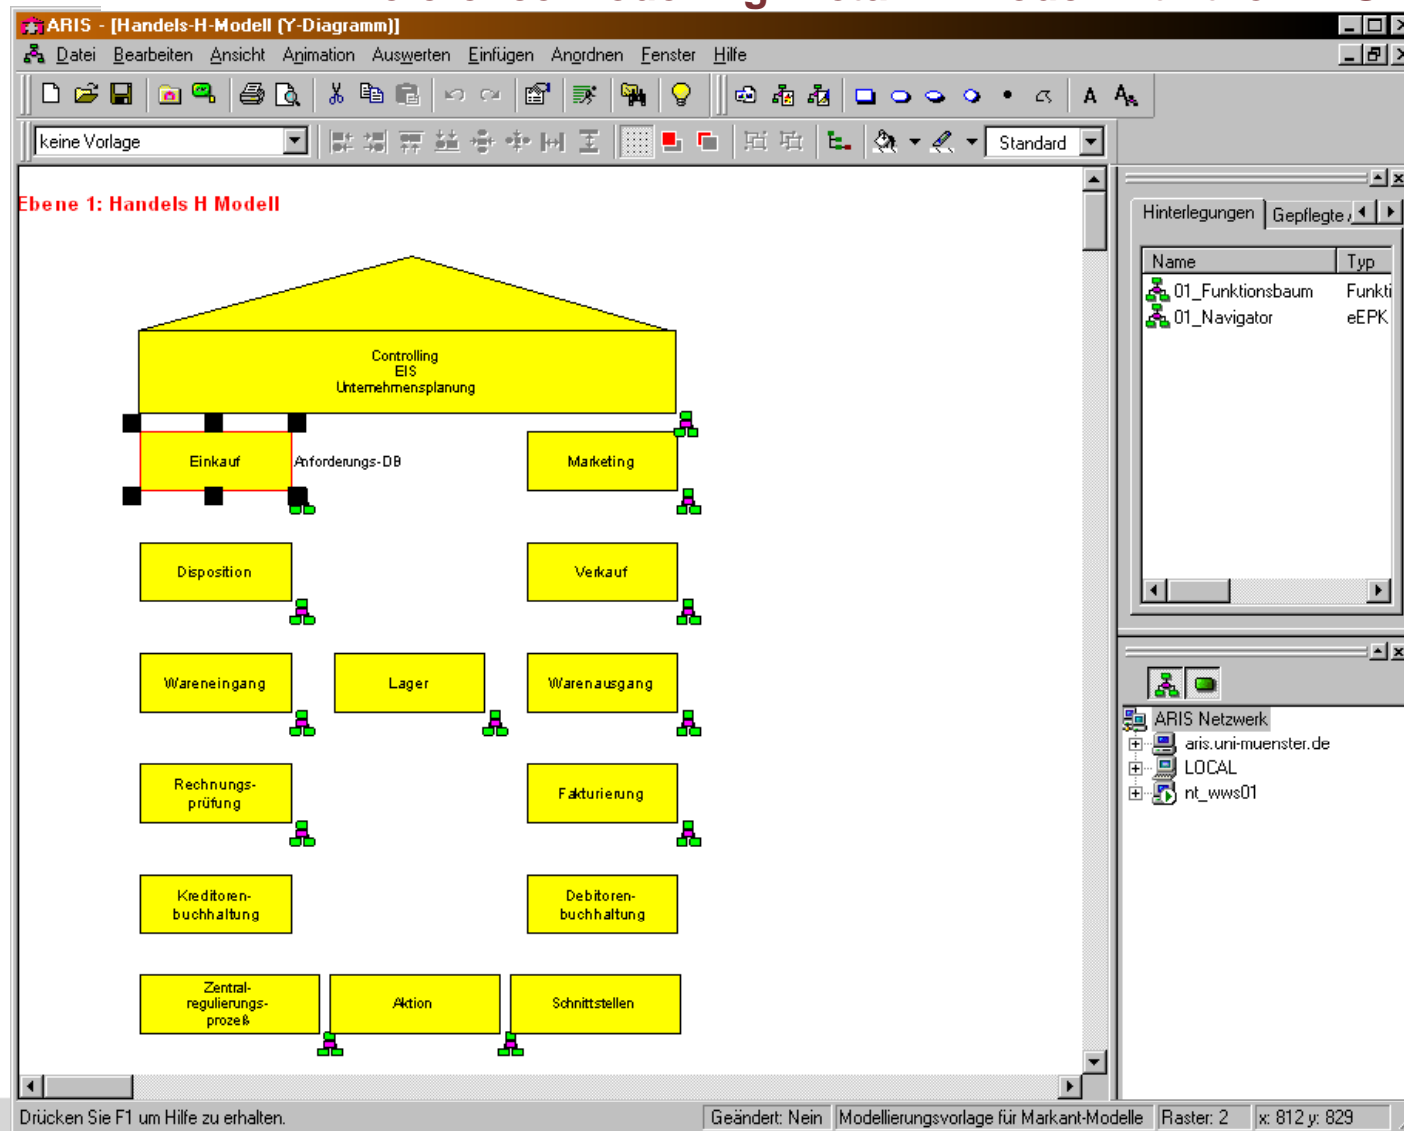 ARIS - [Handels-H-Modell (Y-Diagramm)]
Datei Bearbeiten Ansicht Animation Auswerten Einfügen Anordnen Fenster Hilfe
A A
keine Vorlage
Standard
Ebene 1: Handels H Modell
Controlling
EIS
Unternehmensplanung
Einkauf
Anforderungs-DB
Marketing
Disposition
Verkauf
Wareneingang
Lager
Warenausgang
Rechnungs-
prüfung
Fakturierung
Kreditoren-
buchhaltung
Debitoren-
buchhaltung
Zentral-
regulierungs-
prozeß
Aktion
Schnittstellen
Hinterlegungen Gepflegte
Name Typ
01_Funktionsbaum Funkti
01_Navigator eEPK
ARIS Netzwerk
aris.uni-muenster.de
LOCAL
nt_wws01
Drücken Sie F1 um Hilfe zu erhalten.
Geändert: Nein Modellierungsvorlage für Markant-Modelle Raster: 2 x: 812 y: 829